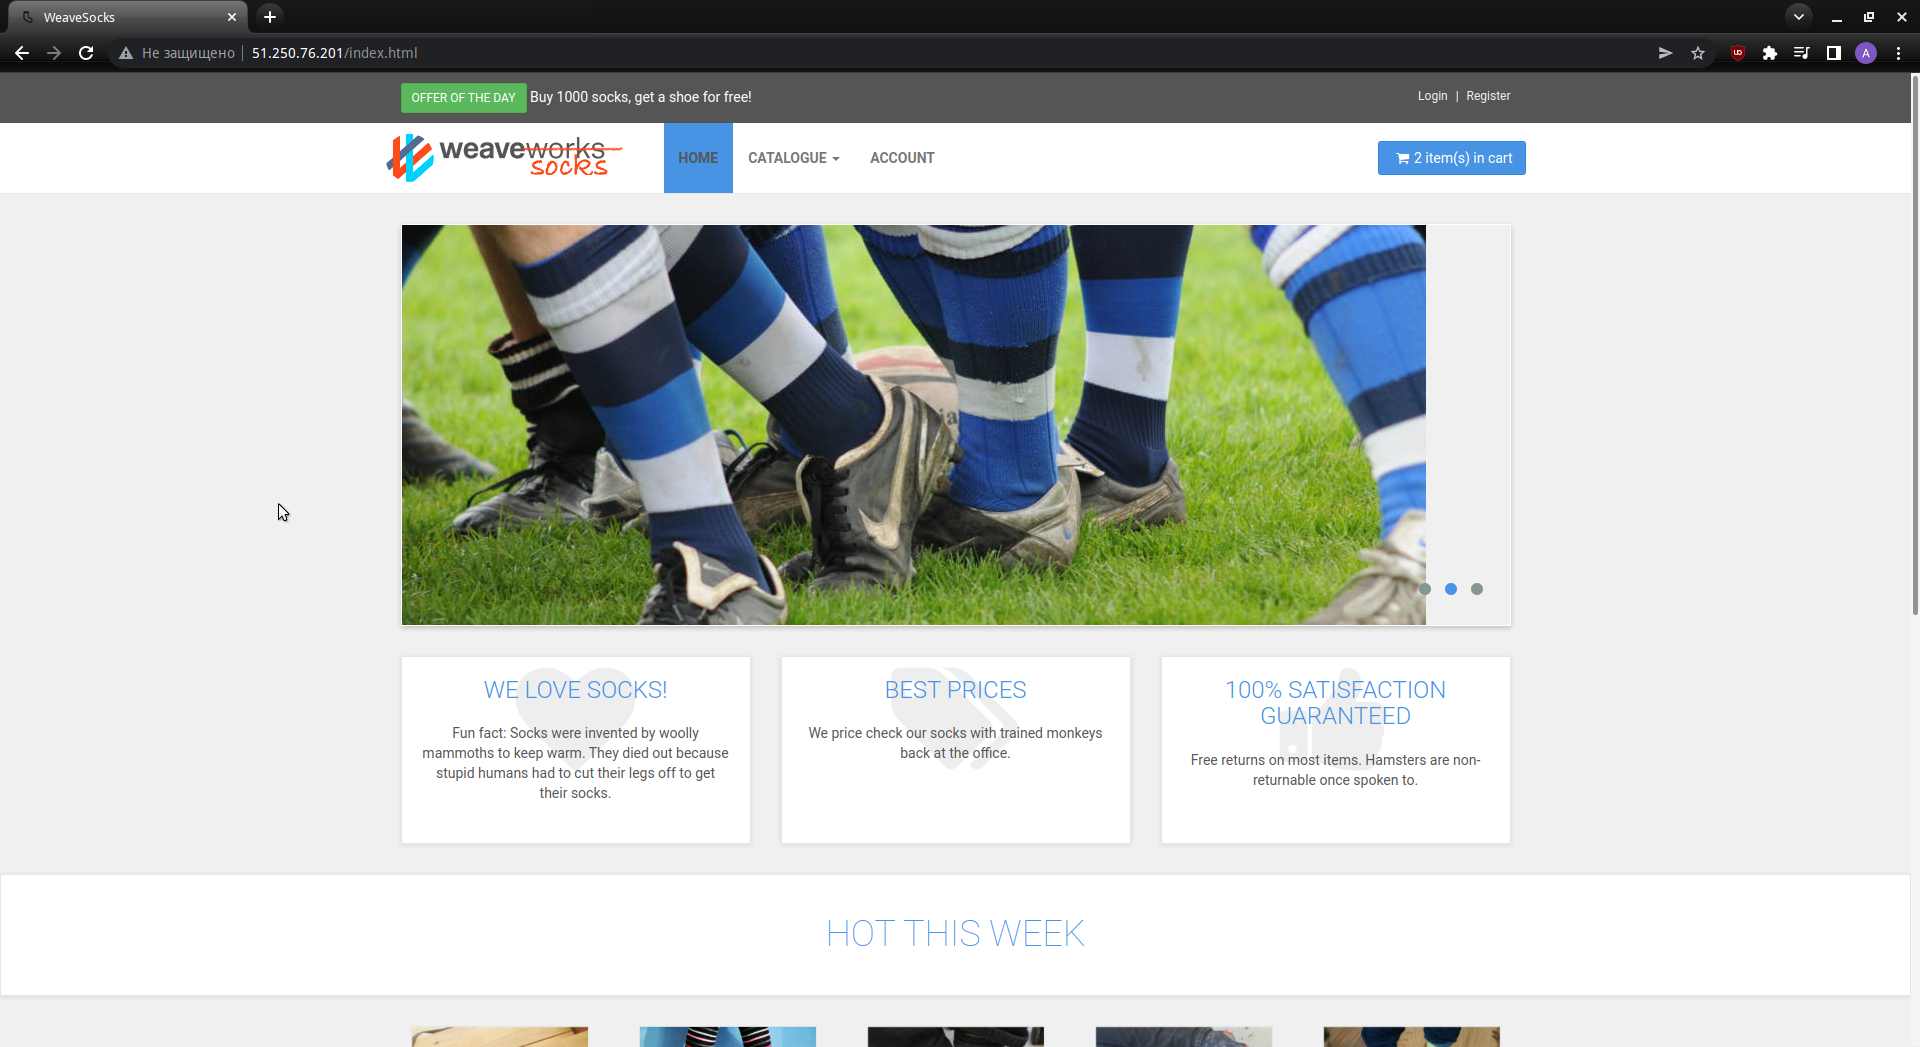 WeaveSocks
Не защищено | 51.250.76.201/index.html
A
OFFER OF THE DAY Buy 1000 socks, get a shoe for free!
Login | Register
weaveworks
socks
HOME CATALOGUE ACCOUNT
2 item(s) in cart
WE LOVE SOCKS!
Fun fact: Socks were invented by woolly
mammoths to keep warm. They died out because
stupid humans had to cut their legs off to get
their socks.
BEST PRICES
We price check our socks with trained monkeys
back at the office.
100% SATISFACTION
GUARANTEED
Free returns on most items. Hamsters are non-
returnable once spoken to.
HOT THIS WEEK